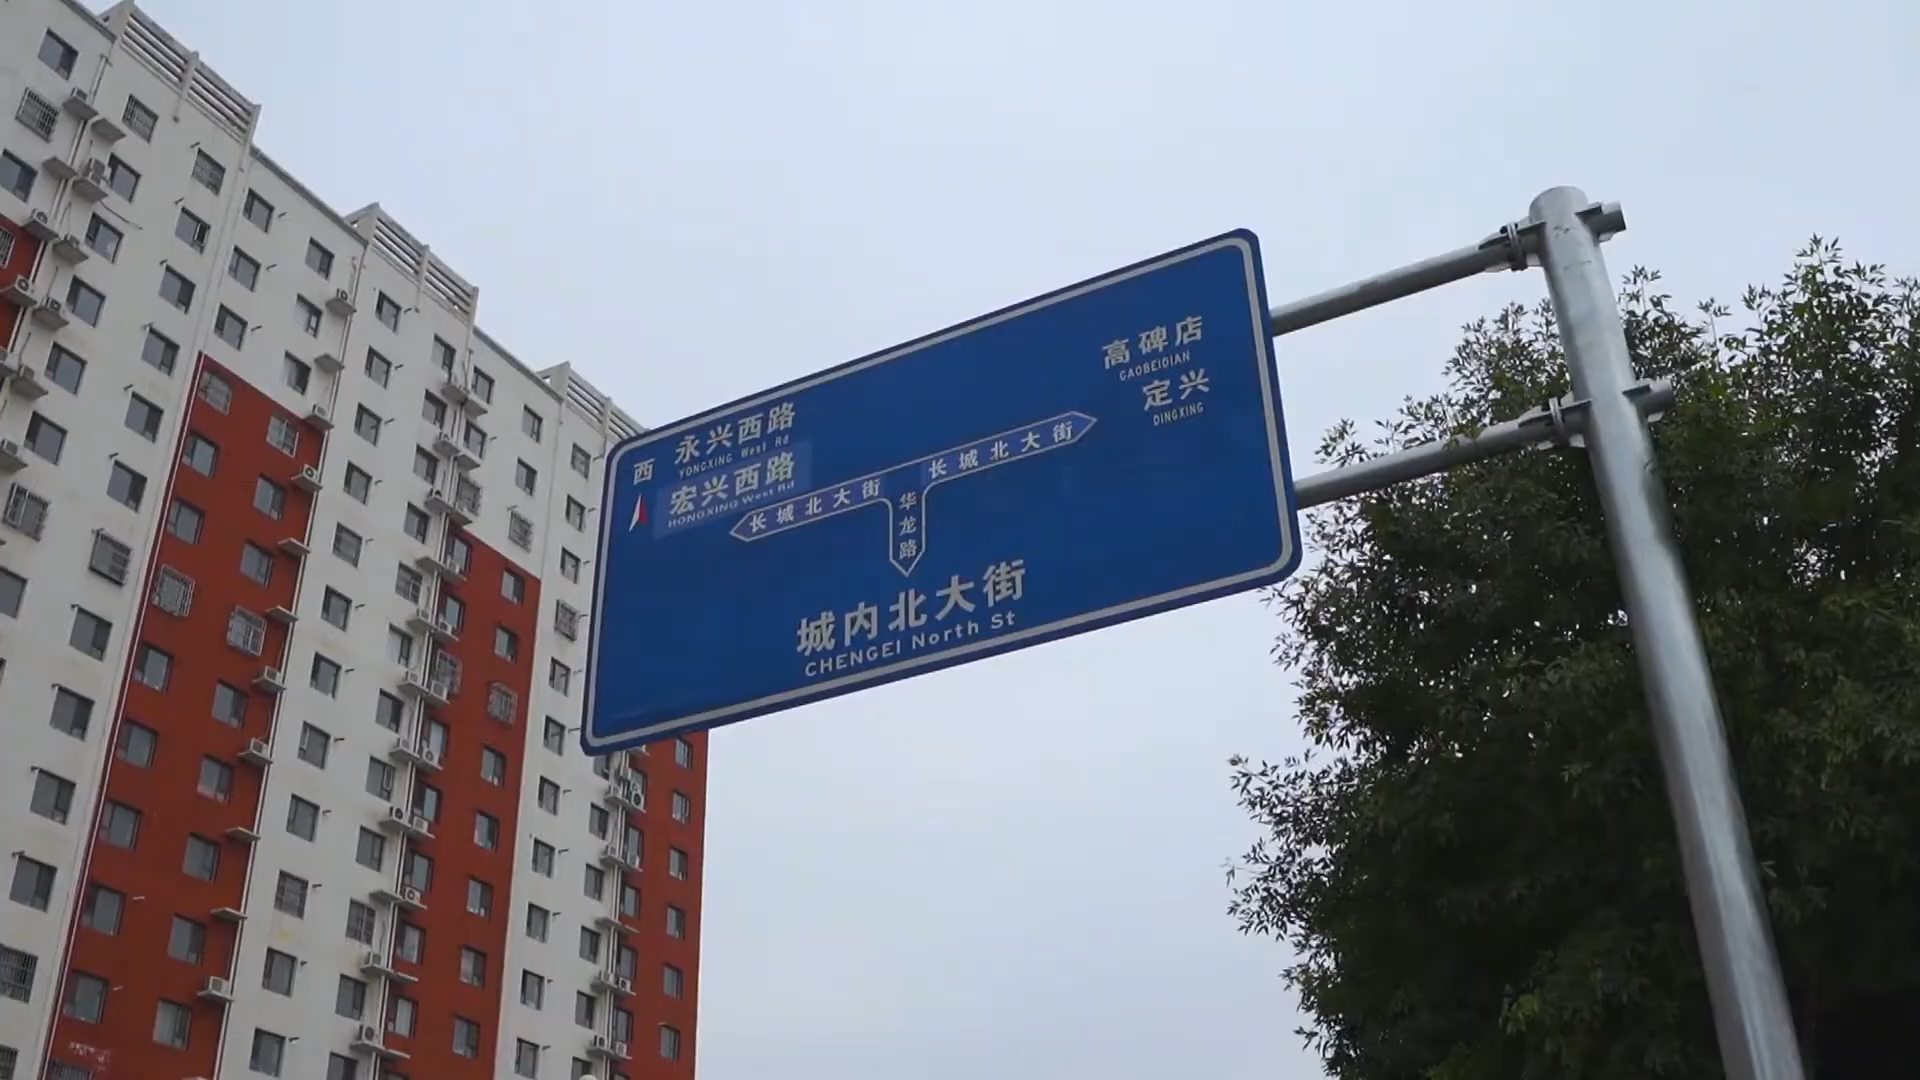 高碑店
GAOBEIDIAN
定兴
DINGXING
永兴西路
YONGXING West Rd
西
宏兴西路
HONGXING West Rd
长城北大街
长城北大街
华龙路
城内北大街
CHENGEI North St